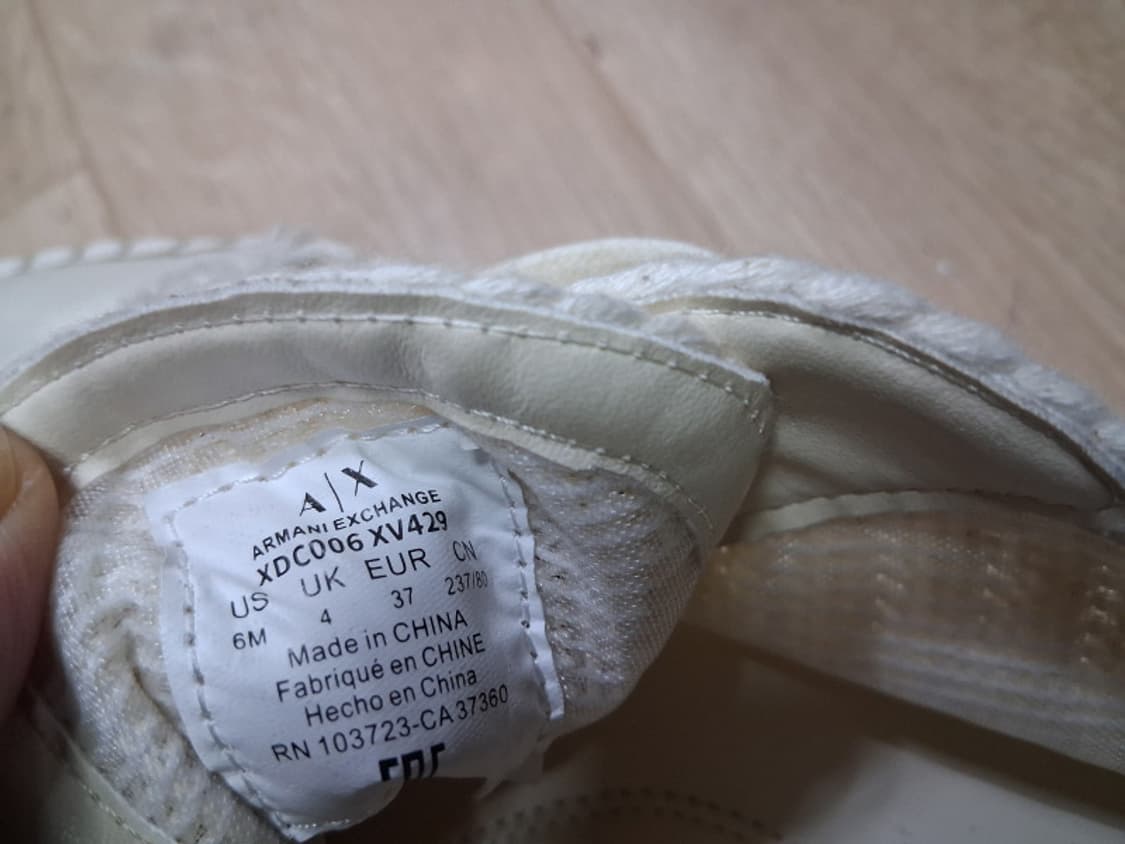 A|X
ARMANI EXCHANGE
XDC006 XV429
US UK EUR CN
6M 4 37 237/80
Made in CHINA
Fabriqué en CHINE
Hecho en China
RN 103723-CA 37360